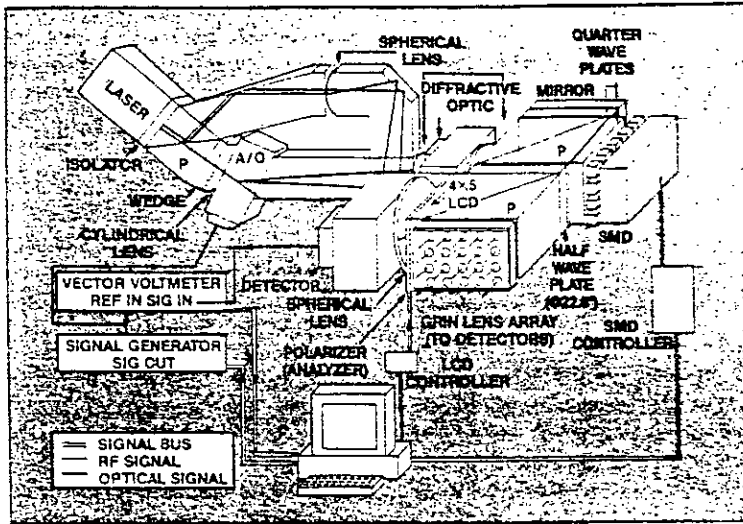 SPHERICAL
LENS
QUARTER
WAVE
PLATES
DIFFRACTIVE
OPTIC
MIRROR
LASER
ISOLATOR
P
A/O
P
4×5
LCD
P
WEDGE
CYLINDRICAL
LENS
SMD
HALF
WAVE
PLATE
DETECTOR
SPHERICAL
LENS
VECTOR VOLTMETER
REF IN SIG IN
GRIN LENS ARRAY
(TO DETECTORS)
SMD
CONTROLLER
SIGNAL GENERATOR
SIG OUT
POLARIZER
(ANALYZER)
LCD
CONTROLLER
SIGNAL BUS
RF SIGNAL
OPTICAL SIGNAL